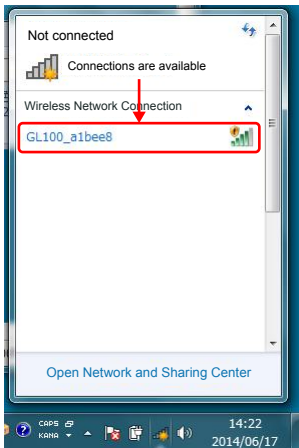 Not connected
Connections are available
Wireless Network Connection
GL100_a1bee8
Open Network and Sharing Center
CAPS
KANA
14:22
2014/06/17